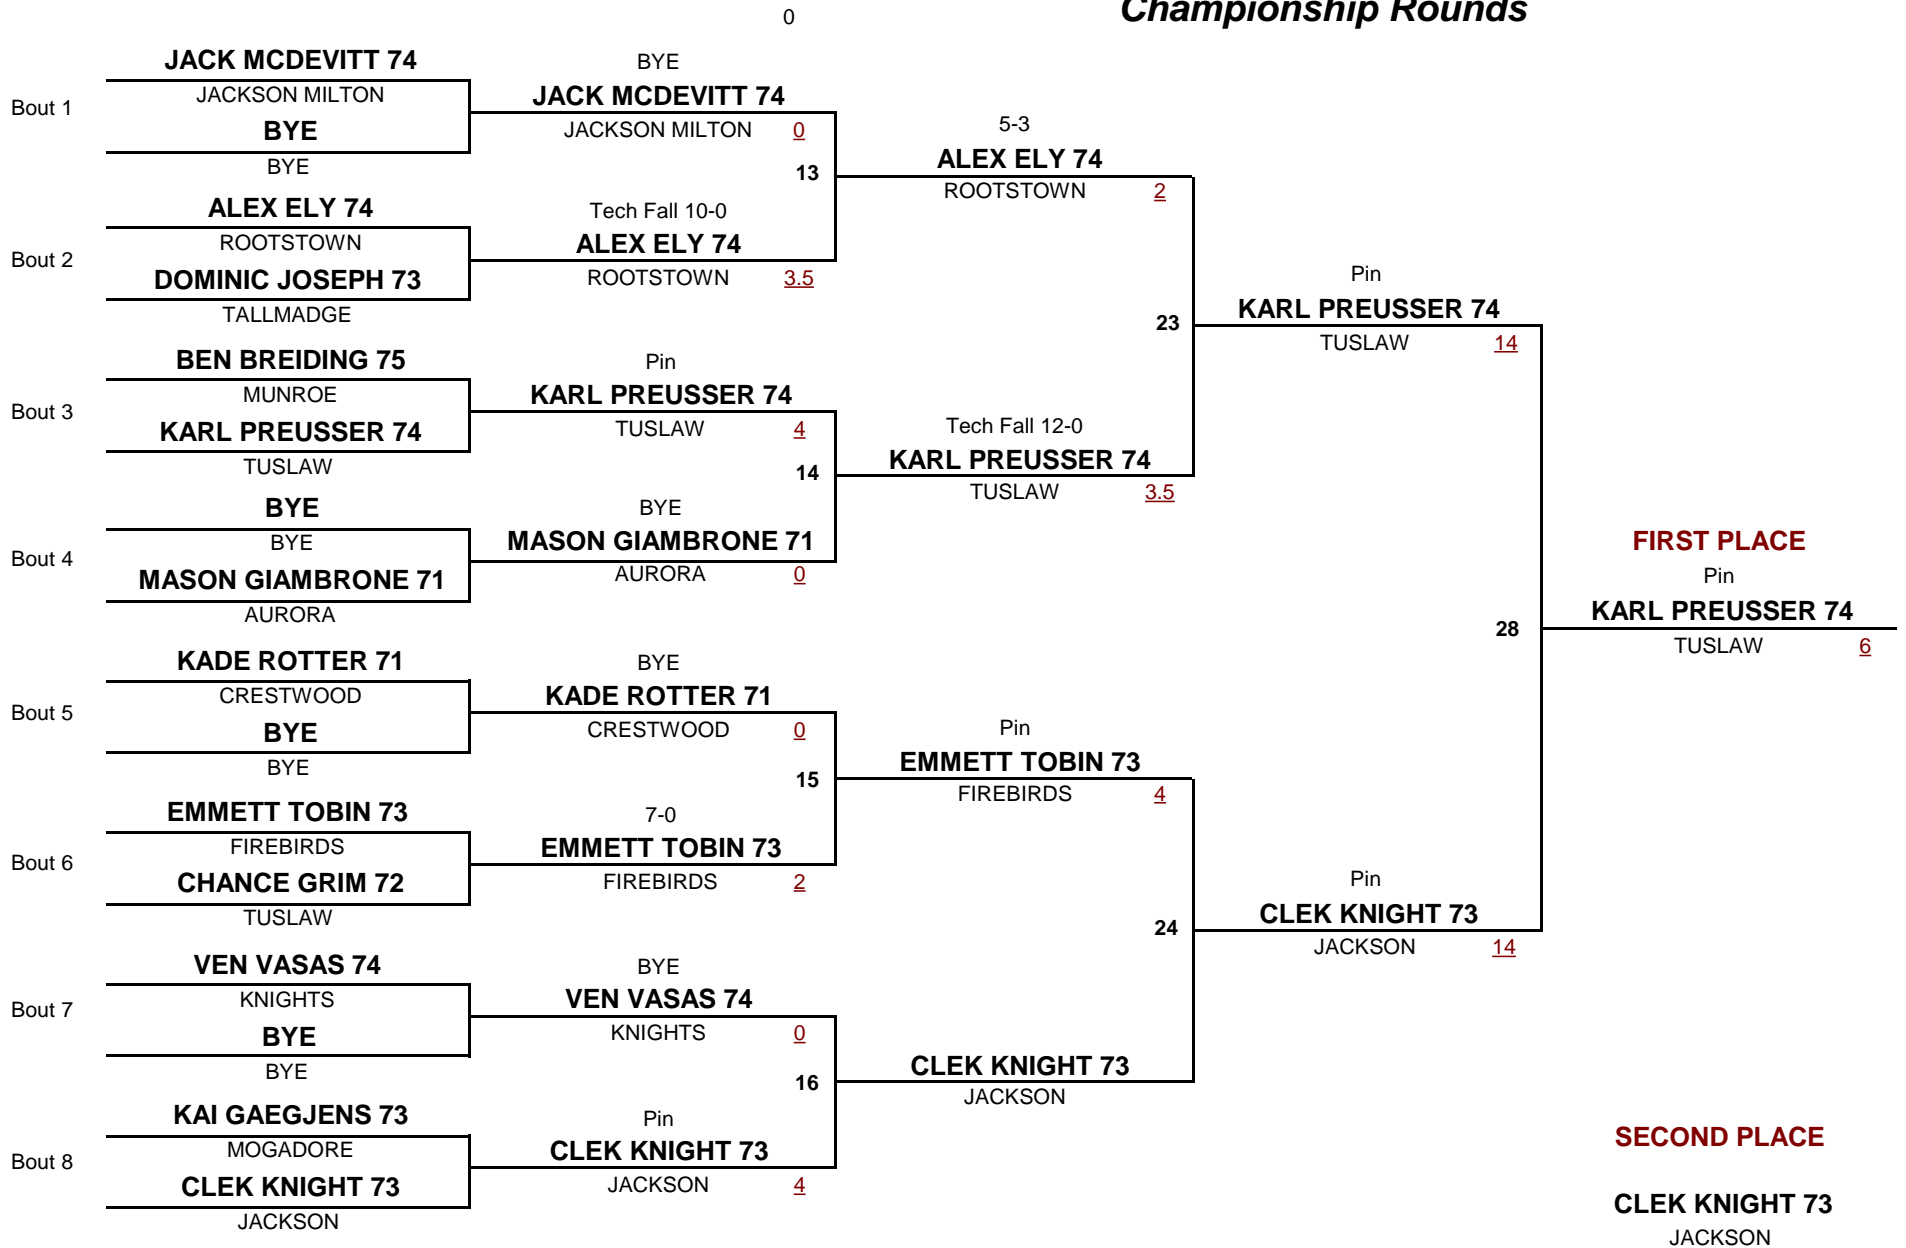 Championship Rounds
0
Bout 1
JACK MCDEVITT 74
JACKSON MILTON
BYE
BYE
Bout 2
ALEX ELY 74
ROOTSTOWN
DOMINIC JOSEPH 73
TALLMADGE
Bout 3
BEN BREIDING 75
MUNROE
KARL PREUSSER 74
TUSLAW
Bout 4
BYE
BYE
MASON GIAMBRONE 71
AURORA
Bout 5
KADE ROTTER 71
CRESTWOOD
BYE
BYE
Bout 6
EMMETT TOBIN 73
FIREBIRDS
CHANCE GRIM 72
TUSLAW
Bout 7
VEN VASAS 74
KNIGHTS
BYE
BYE
Bout 8
KAI GAEGJENS 73
MOGADORE
CLEK KNIGHT 73
JACKSON
BYE
JACK MCDEVITT 74
JACKSON MILTON 0
13
Tech Fall 10-0
ALEX ELY 74
ROOTSTOWN 3.5
Pin
KARL PREUSSER 74
TUSLAW 4
14
BYE
MASON GIAMBRONE 71
AURORA 0
BYE
KADE ROTTER 71
CRESTWOOD 0
15
7-0
EMMETT TOBIN 73
FIREBIRDS 2
BYE
VEN VASAS 74
KNIGHTS 0
16
Pin
CLEK KNIGHT 73
JACKSON 4
5-3
ALEX ELY 74
ROOTSTOWN 2
23
Tech Fall 12-0
KARL PREUSSER 74
TUSLAW 3.5
Pin
EMMETT TOBIN 73
FIREBIRDS 4
24
CLEK KNIGHT 73
JACKSON
Pin
KARL PREUSSER 74
TUSLAW 14
28
Pin
CLEK KNIGHT 73
JACKSON 14
FIRST PLACE
Pin
KARL PREUSSER 74
TUSLAW 6
SECOND PLACE
CLEK KNIGHT 73
JACKSON